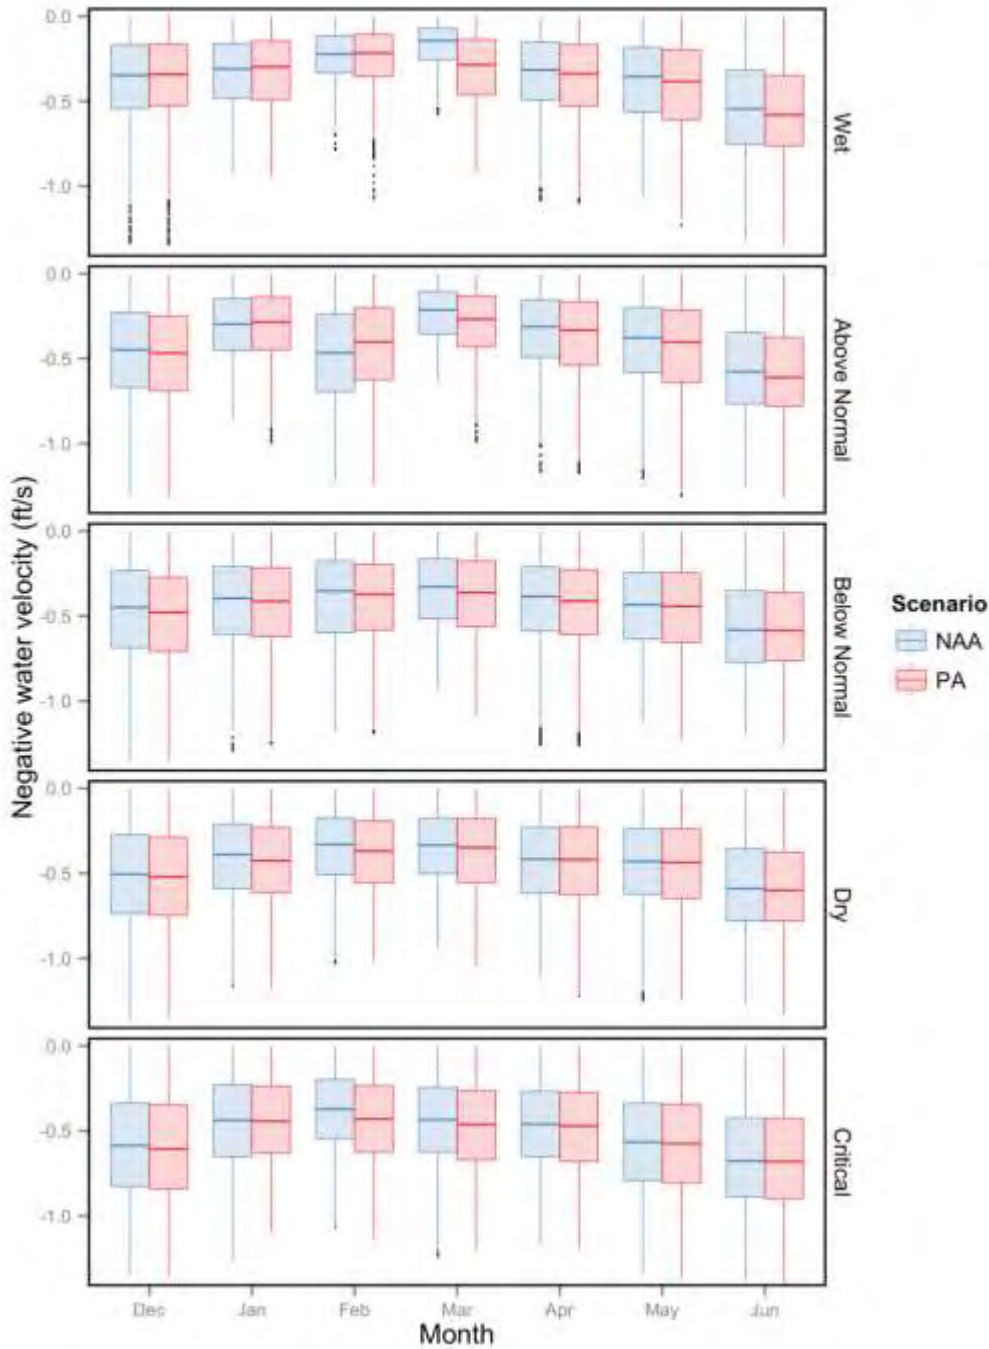 0.0
-0.5
-1.0
Wet
0.0
-0.5
-1.0
Above Normal
Negative water velocity (ft/s)
0.0
-0.5
-1.0
Below Normal
Scenario
NAA
PA
0.0
-0.5
-1.0
Dry
0.0
-0.5
-1.0
Critical
Dec Jan Feb Mar Apr May Jun
Month